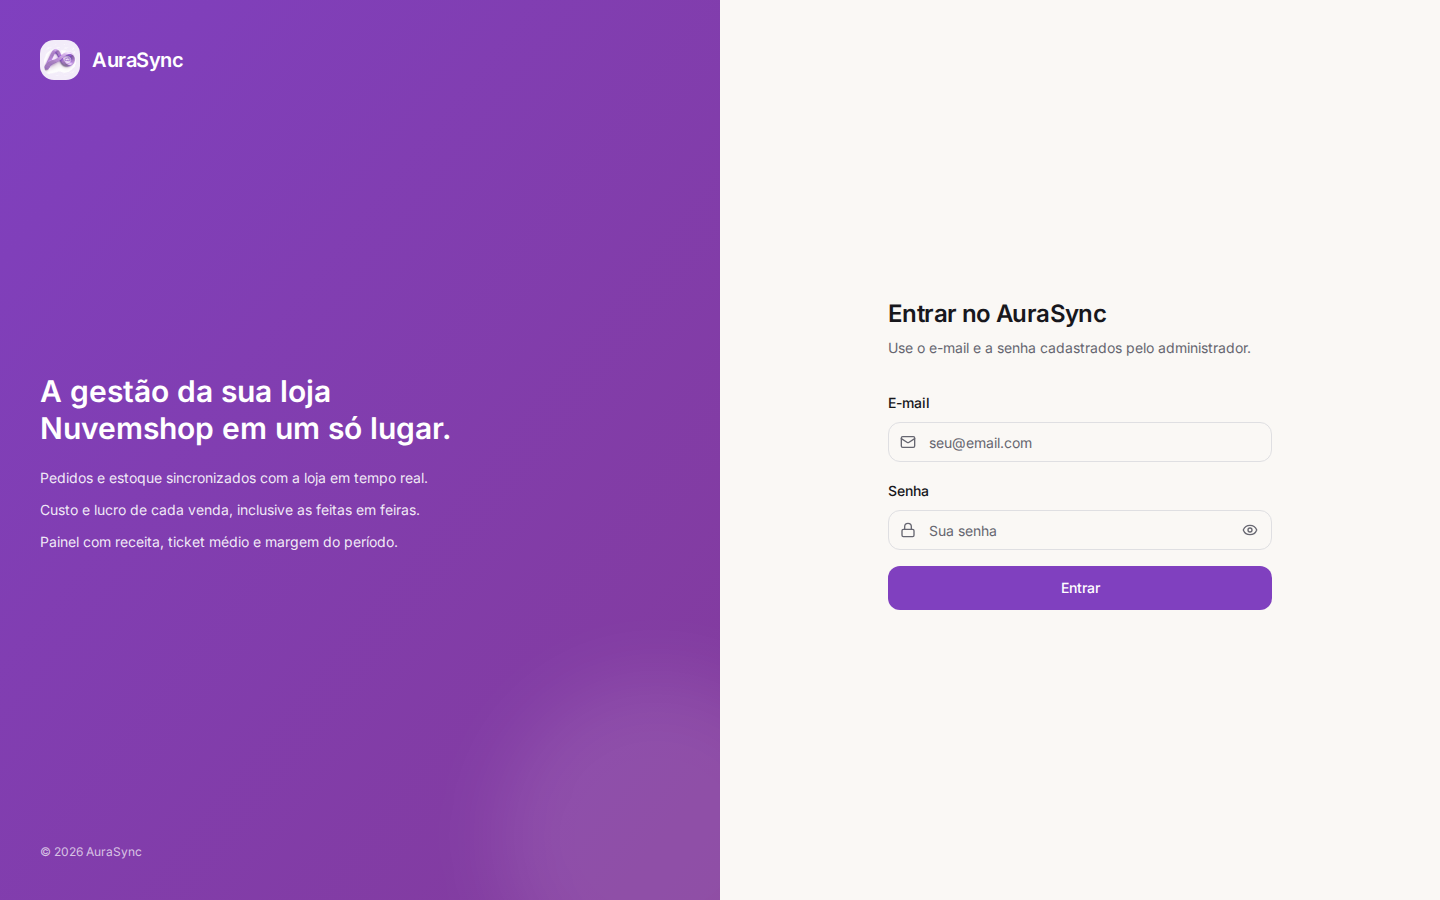 AuraSync
A gestão da sua loja
Nuvemshop em um só lugar.
Pedidos e estoque sincronizados com a loja em tempo real.
Custo e lucro de cada venda, inclusive as feitas em feiras.
Painel com receita, ticket médio e margem do período.
© 2026 AuraSync
Entrar no AuraSync
Use o e-mail e a senha cadastrados pelo administrador.
E-mail
seu@email.com
Senha
Sua senha
Entrar